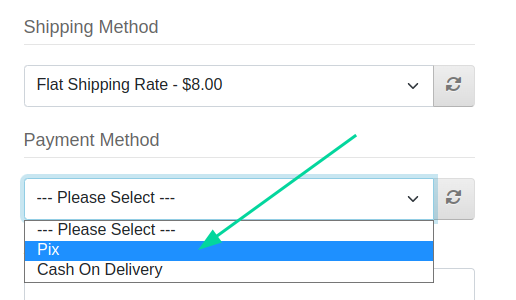 Shipping Method
Flat Shipping Rate - $8.00
Payment Method
--- Please Select ---
--- Please Select ---
Pix
Cash On Delivery